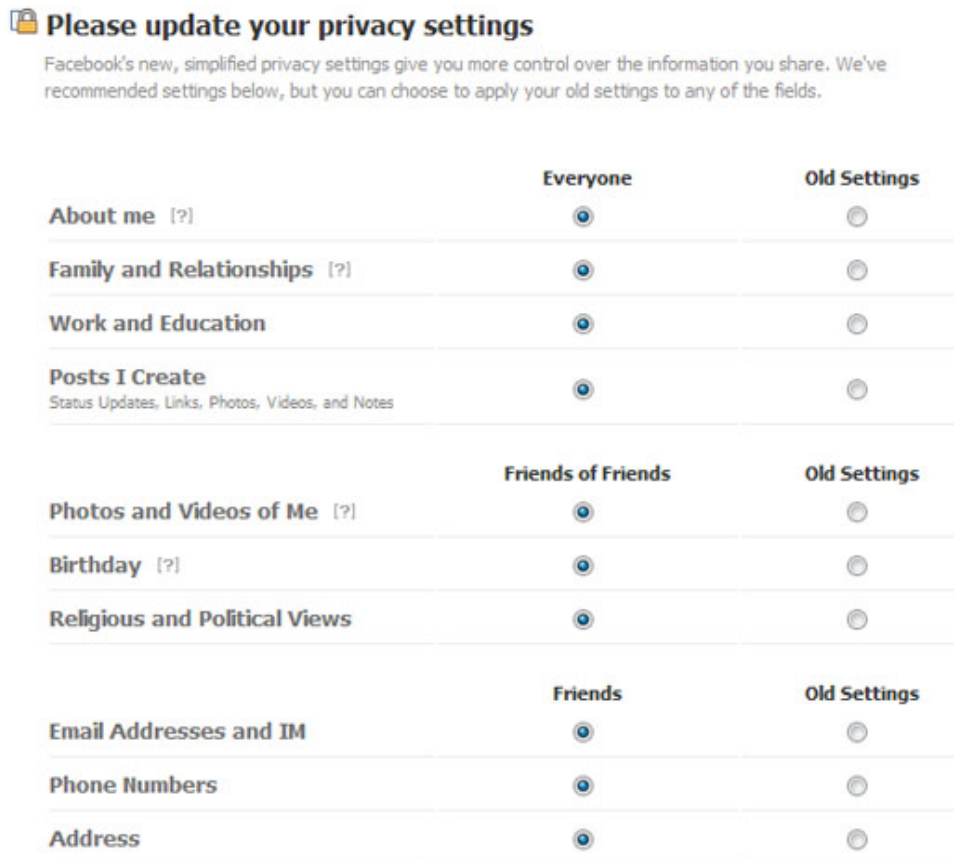 Please update your privacy settings
Facebook's new, simplified privacy settings give you more control over the information you share. We've
recommended settings below, but you can choose to apply your old settings to any of the fields.
Everyone Old Settings
About me [?]
Family and Relationships [?]
Work and Education
Posts I Create
Status Updates, Links, Photos, Videos, and Notes
Friends of Friends Old Settings
Photos and Videos of Me [?]
Birthday [?]
Religious and Political Views
Friends Old Settings
Email Addresses and IM
Phone Numbers
Address